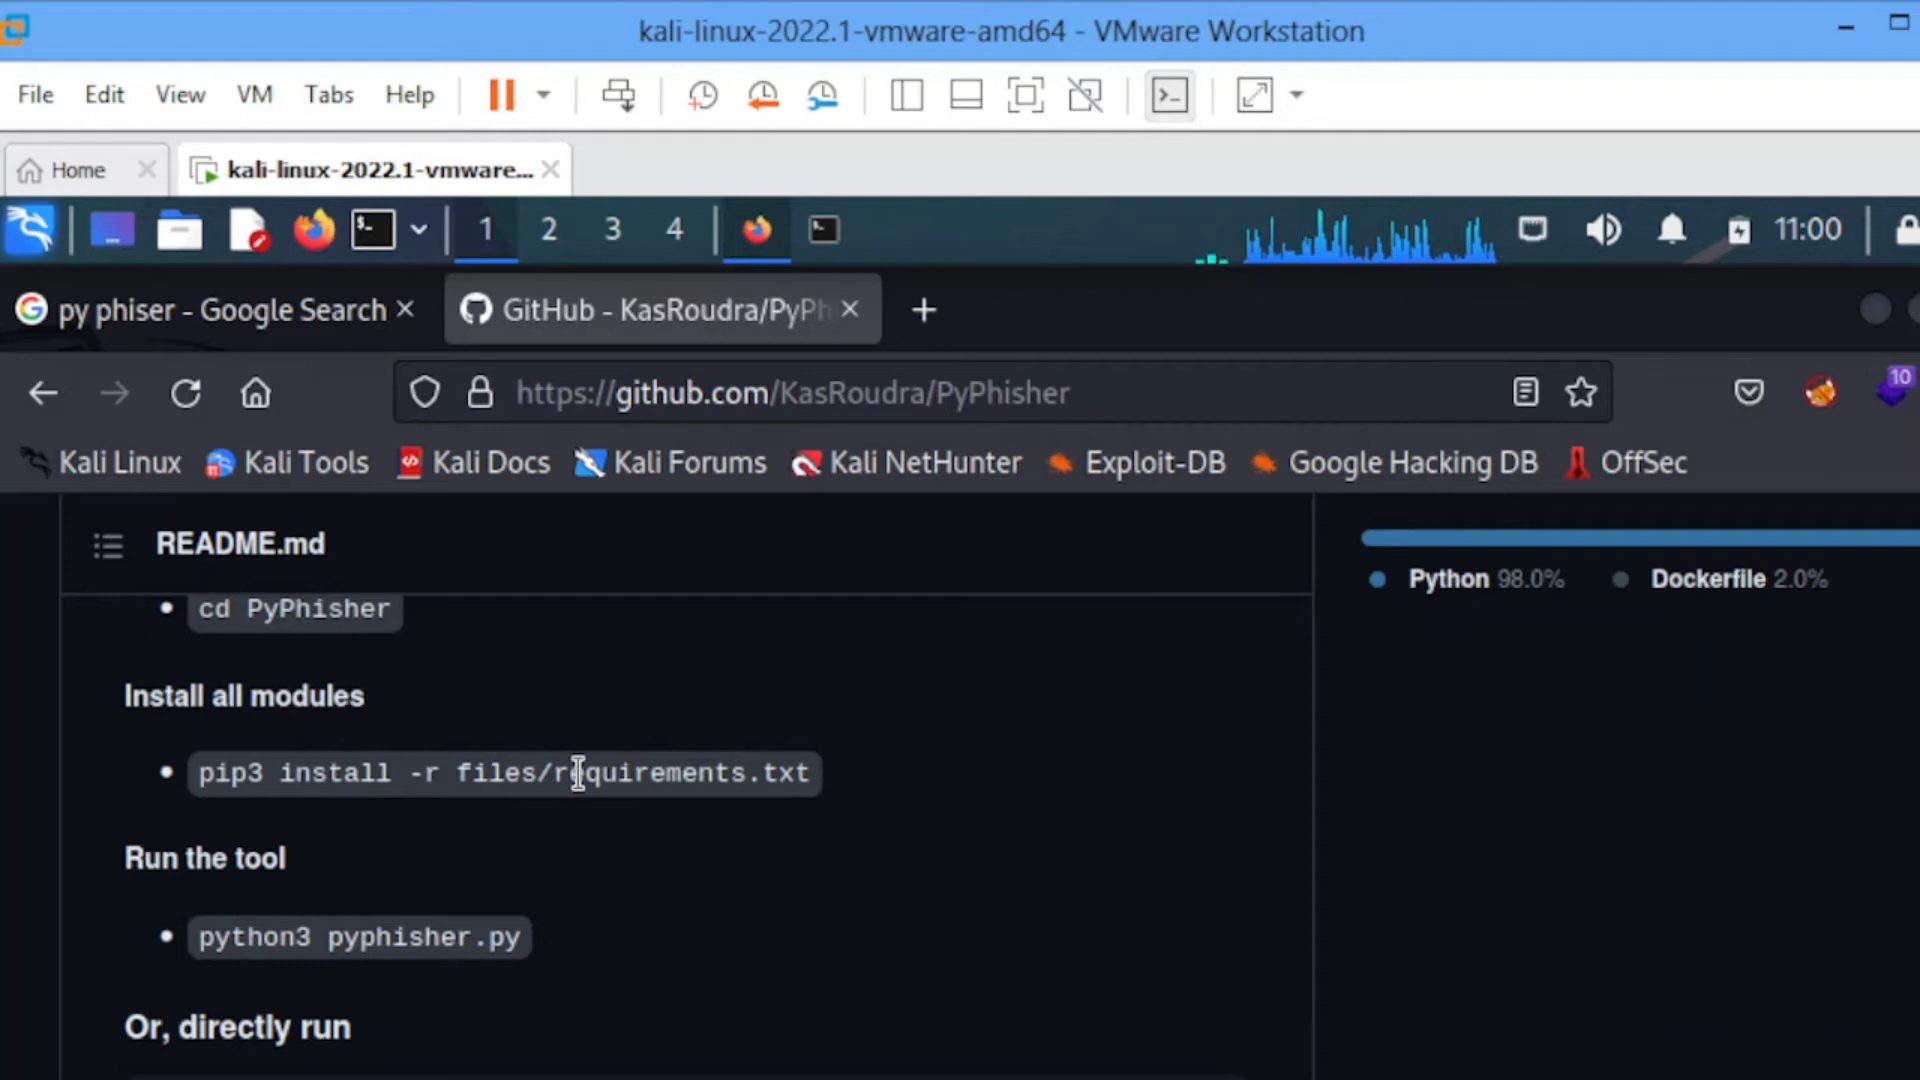 kali-linux-2022.1-vmware-amd64 - VMware Workstation
File Edit View VM Tabs Help
Home kali-linux-2022.1-vmware...
1 2 3 4 11:00
py phiser - Google Search GitHub - KasRoudra/PyPh
https://github.com/KasRoudra/PyPhisher 10
Kali Linux Kali Tools Kali Docs Kali Forums Kali NetHunter Exploit-DB Google Hacking DB OffSec
README.md
Python 98.0% Dockerfile 2.0%
cd PyPhisher
Install all modules
pip3 install -r files/requirements.txt
Run the tool
python3 pyphisher.py
Or, directly run